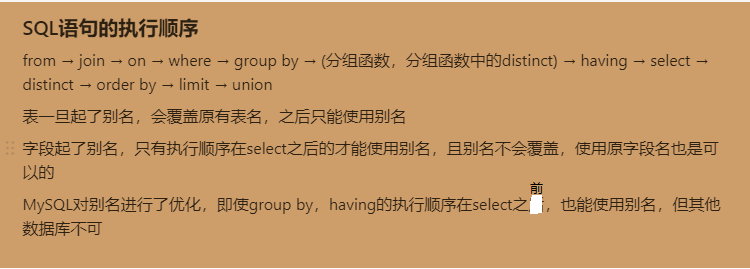 SQL语句的执行顺序
from → join → on → where → group by → (分组函数，分组函数中的distinct) → having → select →
distinct → order by → limit → union
表一旦起了别名，会覆盖原有表名，之后只能使用别名
字段起了别名，只有执行顺序在select之后的才能使用别名，且别名不会覆盖，使用原字段名也是可
以的
前
MySQL对别名进行了优化，即使group by，having的执行顺序在select之，也能使用别名，但其他
数据库不可